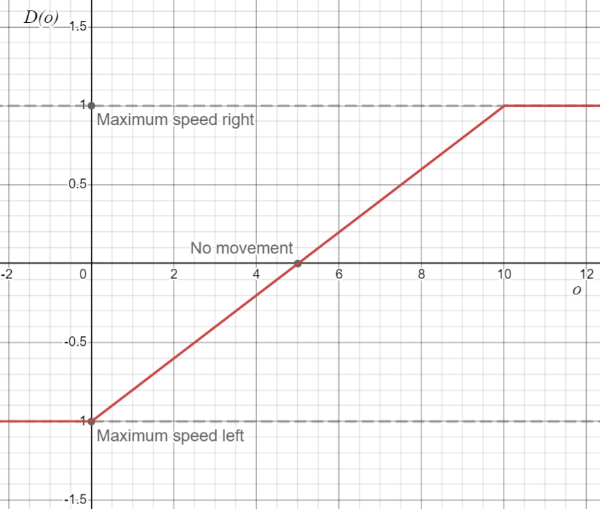 D(o)
1.5
1
Maximum speed right
0.5
No movement
-2 0 2 4 6 8 10 12
o
-0.5
-1
Maximum speed left
-1.5